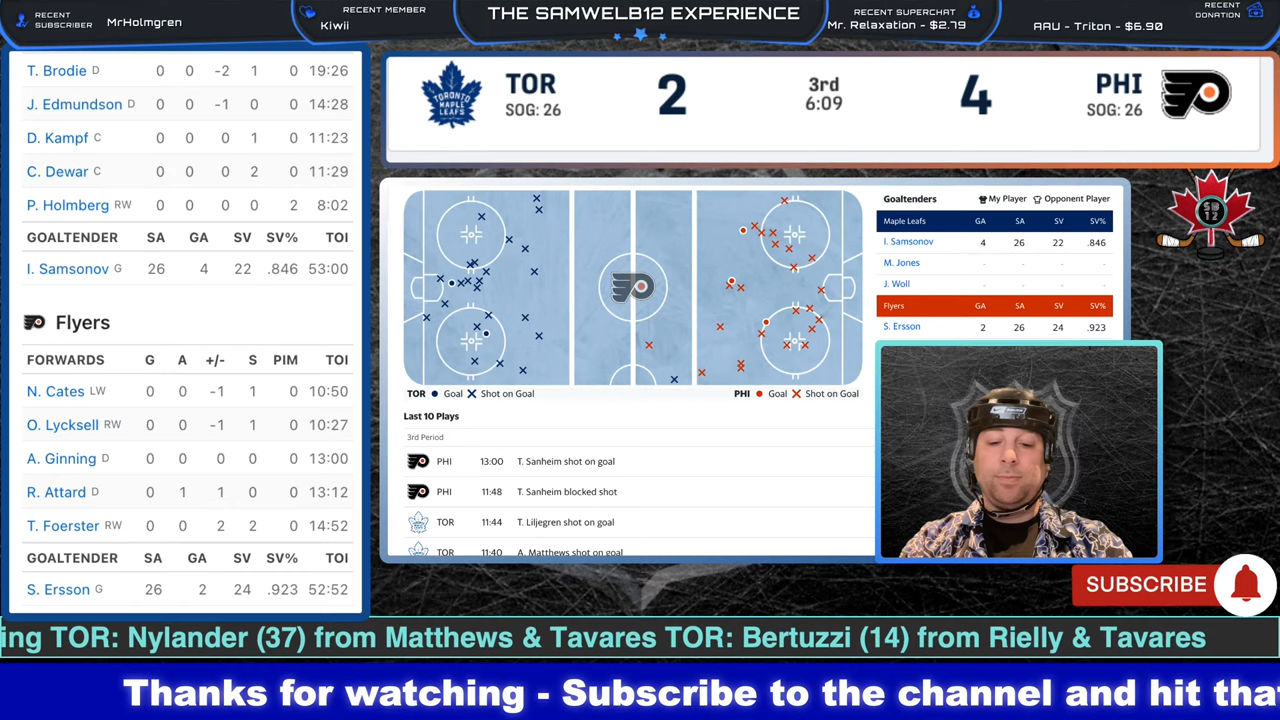 RECENT SUBSCRIBER
MrHolmgren
RECENT MEMBER
Kiwii
THE SAMWELB12 EXPERIENCE
RECENT SUPERCHAT
Mr. Relaxation - $2.79
RECENT DONATION
AAU - Triton - $6.90
T. Brodie D 0 0 -2 1 0 19:26
J. Edmundson D 0 0 -1 0 0 14:28
D. Kampf C 0 0 0 1 0 11:23
C. Dewar C 0 0 0 2 0 11:29
P. Holmberg RW 0 0 0 0 2 8:02
GOALTENDER SA GA SV SV% TOI
I. Samsonov G 26 4 22 .846 53:00
Flyers
FORWARDS G A +/- S PIM TOI
N. Cates LW 0 0 -1 1 0 10:50
O. Lycksell RW 0 0 -1 1 0 10:27
A. Ginning D 0 0 0 0 0 13:00
R. Attard D 0 1 1 0 0 13:12
T. Foerster RW 0 0 2 2 0 14:52
GOALTENDER SA GA SV SV% TOI
S. Ersson G 26 2 24 .923 52:52
TORONTO MAPLE LEAFS
TOR 2 3rd 4 PHI
SOG: 26 6:09 SOG: 26
SB 12
Goaltenders My Player Opponent Player
Maple Leafs GA SA SV SV%
I. Samsonov 4 26 22 .846
M. Jones - - - -
J. Woll - - - -
Flyers GA SA SV SV%
S. Ersson 2 26 24 .923
TOR Goal Shot on Goal
PHI Goal Shot on Goal
Last 10 Plays
3rd Period
PHI 13:00 T. Sanheim shot on goal
PHI 11:48 T. Sanheim blocked shot
TOR 11:44 T. Liljegren shot on goal
TOR 11:40 A. Matthews shot on goal
SUBSCRIBE
ing TOR: Nylander (37) from Matthews & Tavares TOR: Bertuzzi (14) from Rielly & Tavares
Thanks for watching - Subscribe to the channel and hit tha